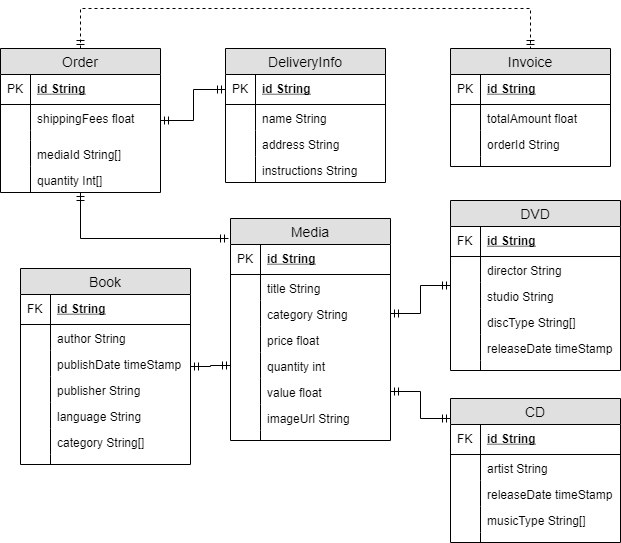 Order
PK id String
shippingFees float
mediaId String[]
quantity Int[]
DeliveryInfo
PK id String
name String
address String
instructions String
Invoice
PK id String
totalAmount float
orderId String
Media
PK id String
title String
category String
price float
quantity int
value float
imageUrl String
DVD
FK id String
director String
studio String
discType String[]
releaseDate timeStamp
Book
FK id String
author String
publishDate timeStamp
publisher String
language String
category String[]
CD
FK id String
artist String
releaseDate timeStamp
musicType String[]